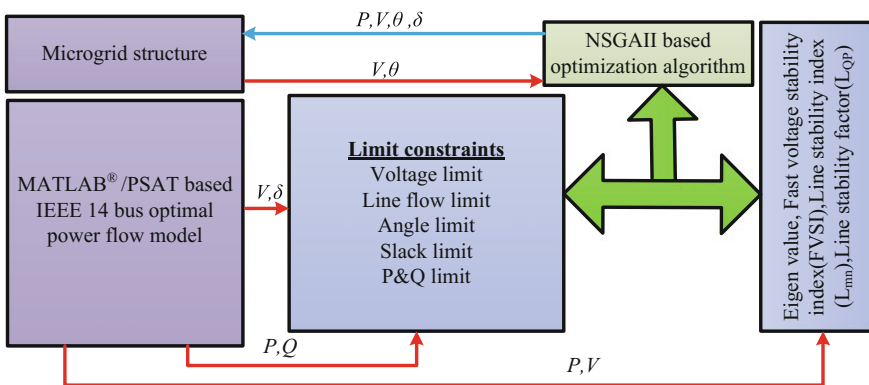 P,V,θ,δ
Microgrid structure
NSGAII based
optimization algorithm
V,θ
MATLAB® /PSAT based
IEEE 14 bus optimal
power flow model
V,δ
Limit constraints
Voltage limit
Line flow limit
Angle limit
Slack limit
P&Q limit
Eigen value, Fast voltage stability
index(FVSI),Line stability index
(Lmn),Line stability factor(LQP)
P,Q
P,V